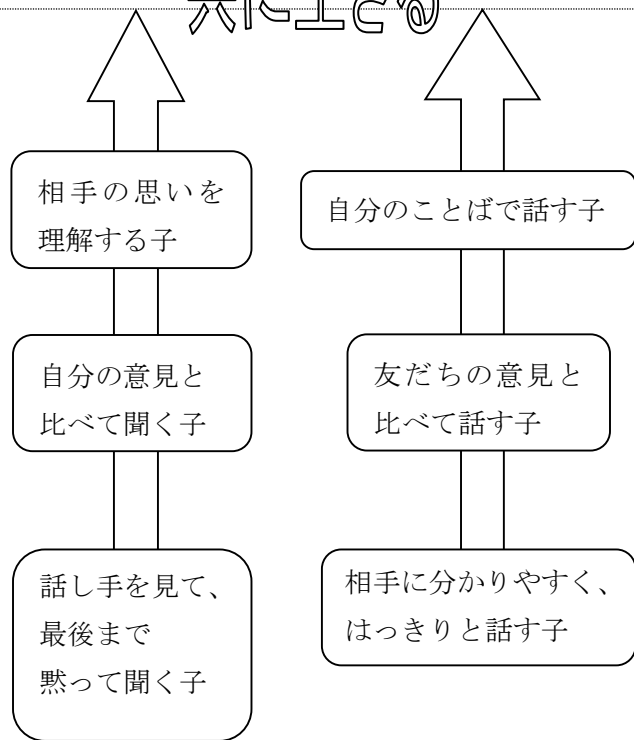 相手の思いを
理解する子
自分の意見と
比べて聞く子
話し手を見て、
最後まで
黙って聞く子
自分のことばで話す子
友だちの意見と
比べて話す子
相手に分かりやすく、
はっきりと話す子